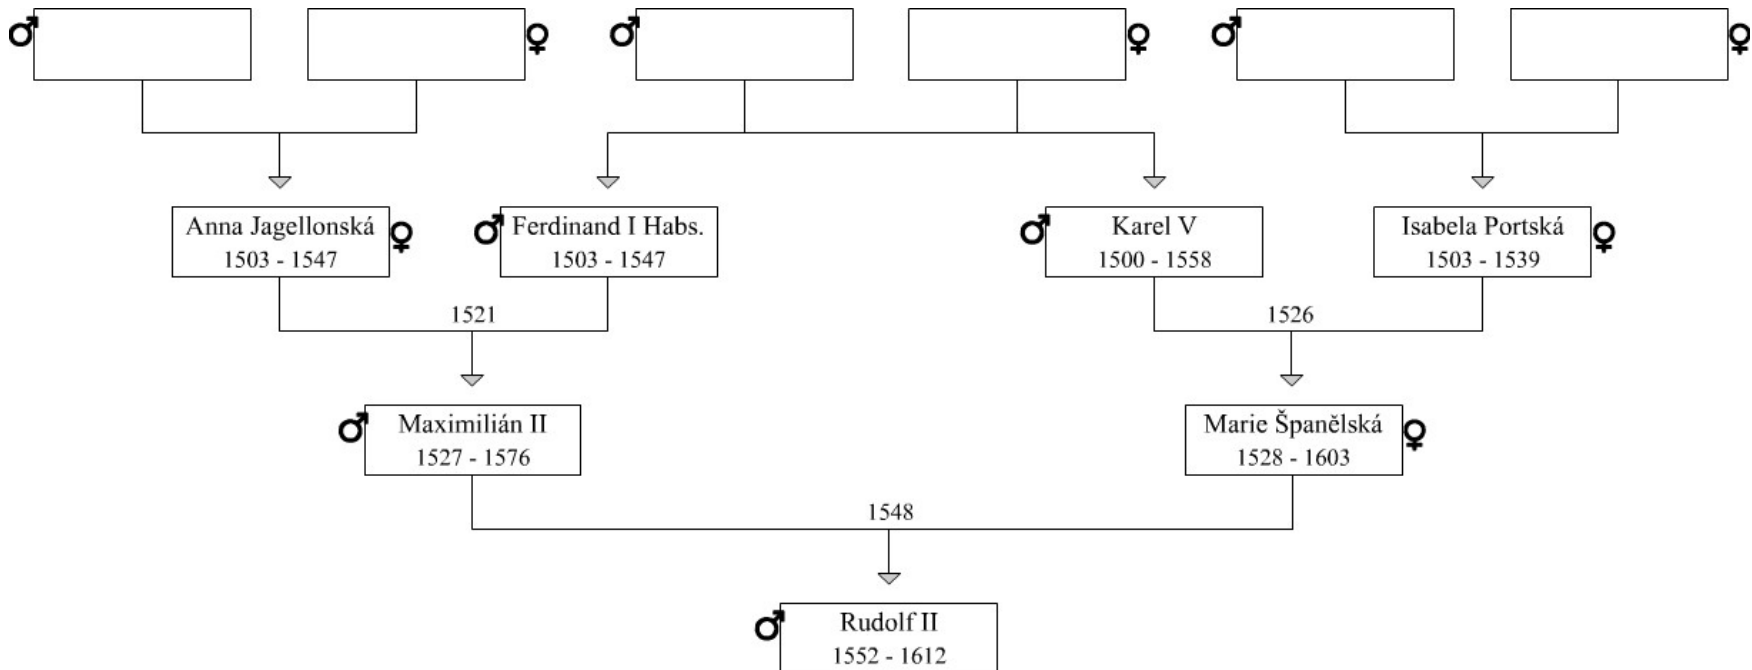 Anna Jagellonská
1503 - 1547
Ferdinand I Habs.
1503 - 1547
Karel V
1500 - 1558
Isabela Portská
1503 - 1539
1521
1526
Maximilián II
1527 - 1576
Marie Španělská
1528 - 1603
1548
Rudolf II
1552 - 1612